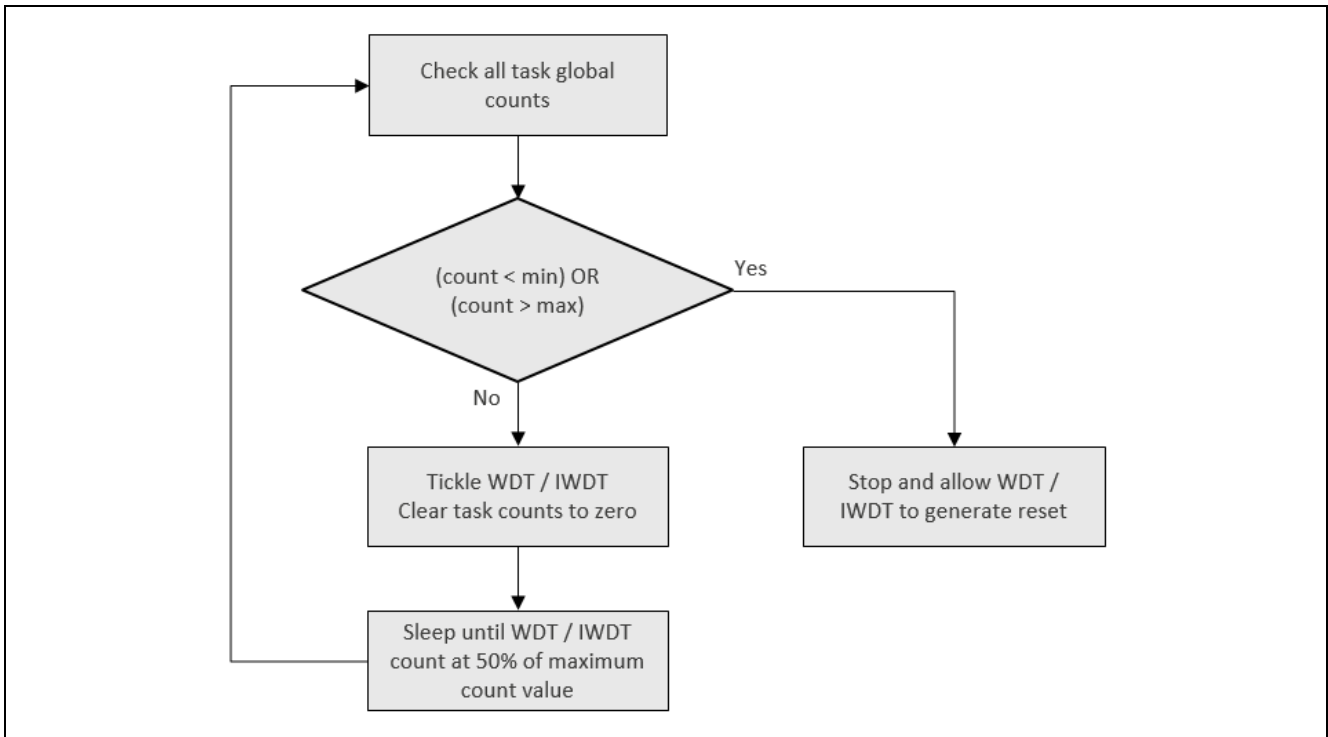 Check all task global
counts
(count < min) OR
(count > max)
Yes
No
Tickle WDT / IWDT
Clear task counts to zero
Stop and allow WDT /
IWDT to generate reset
Sleep until WDT / IWDT
count at 50% of maximum
count value